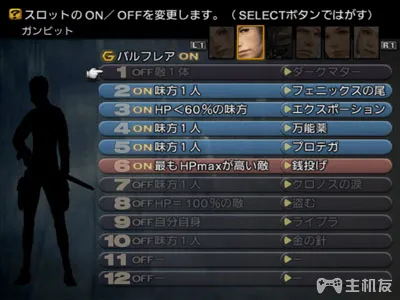 スロットのON／OFFを変更します。（SELECTボタンではがす）
ガンビット
L1
R1
G バルフレア ON
1 OFF 敵1体 ダークマター
2 ON 味方1人 フェニックスの尾
3 ON HP＜60%の味方 エクスポーション
4 ON 味方1人 万能薬
5 ON 味方1人 プロテガ
6 ON 最もHPmaxが高い敵 銭投げ
7 OFF 味方1人 クロノスの涙
8 OFF HP＝100%の敵 盗む
9 OFF 自分自身 ライブラ
10 OFF 味方1人 金の針
11 OFF － －
12 OFF － －
主机友